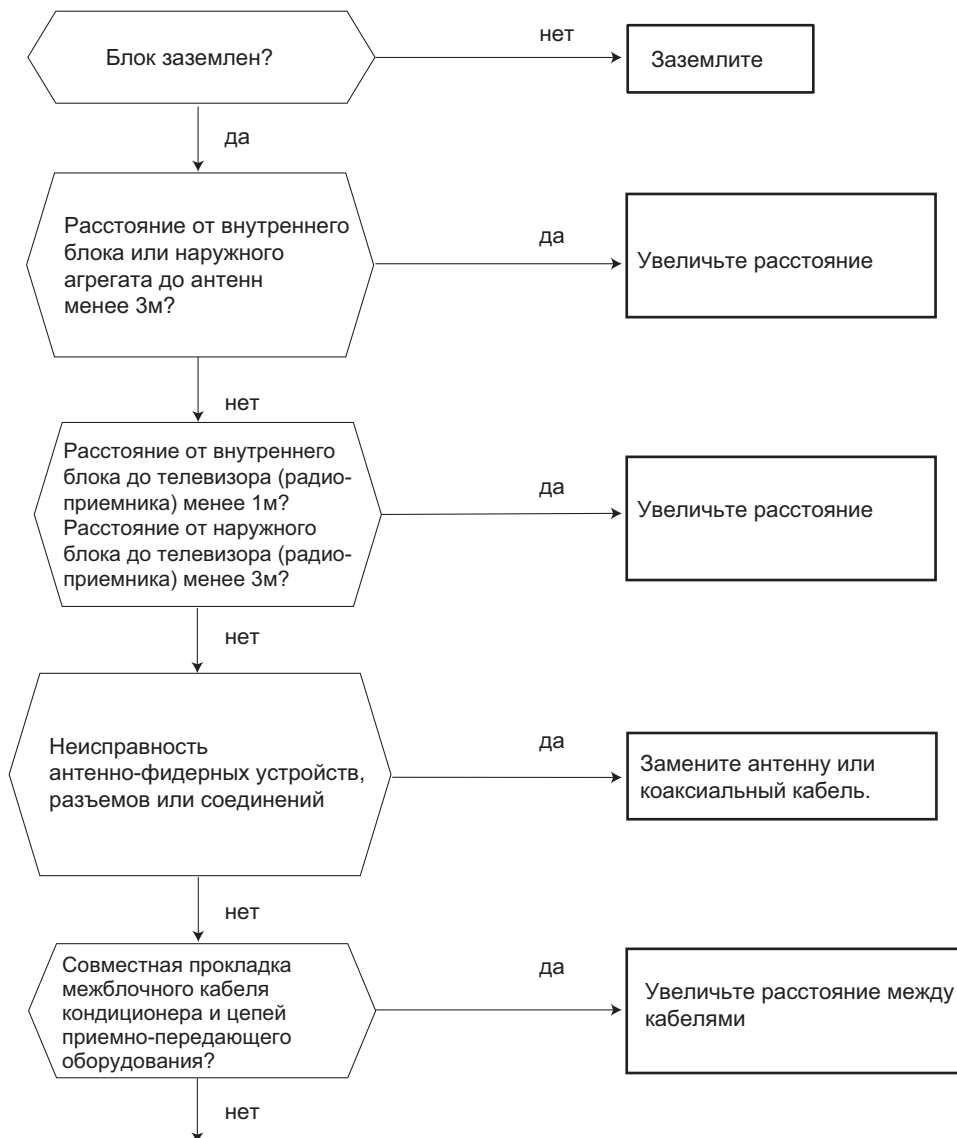 Блок заземлен?
нет
Заземлите
да
Расстояние от внутреннего
блока или наружного
агрегата до антенн
менее 3м?
да
Увеличьте расстояние
нет
Расстояние от внутреннего
блока до телевизора (радио-
приемника) менее 1м?
Расстояние от наружного
блока до телевизора (радио-
приемника) менее 3м?
да
Увеличьте расстояние
нет
Неисправность
антенно-фидерных устройств,
разъемов или соединений
да
Замените антенну или
коаксиальный кабель.
нет
Совместная прокладка
межблочного кабеля
кондиционера и цепей
приемно-передающего
оборудования?
да
Увеличьте расстояние между
кабелями
нет